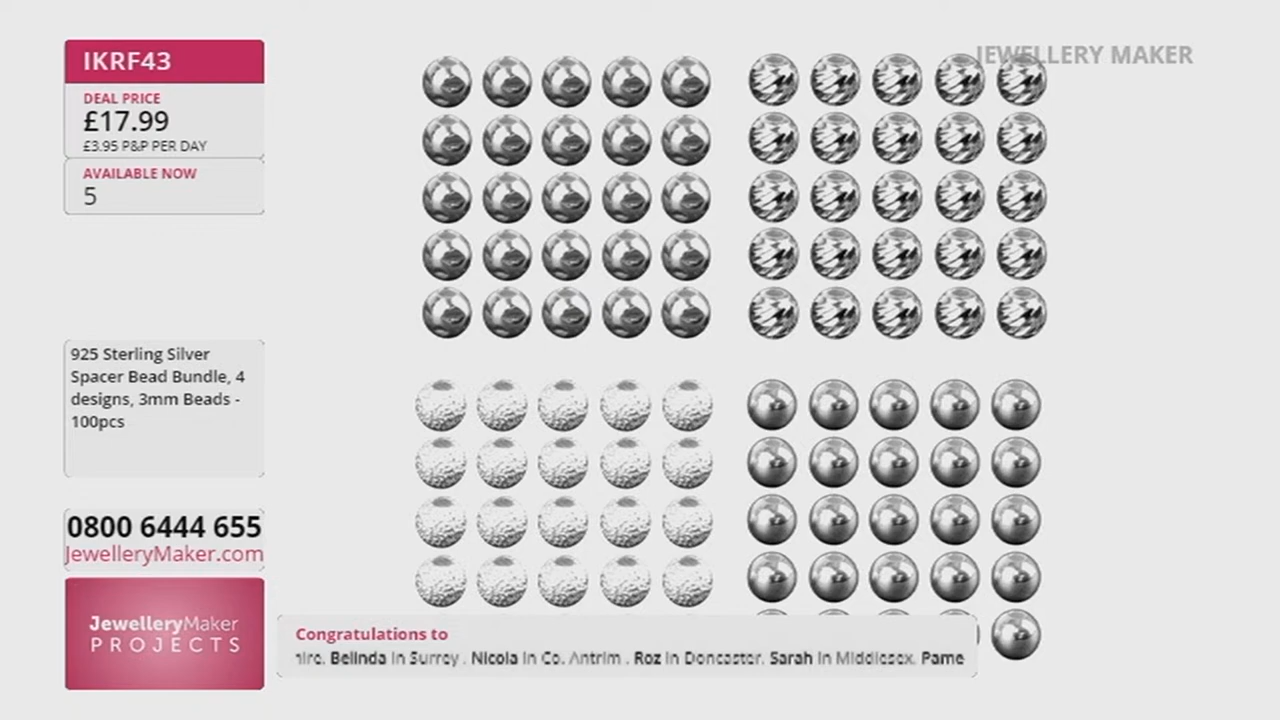 IKRF43
DEAL PRICE
£17.99
£3.95 P&P PER DAY
AVAILABLE NOW
5
JEWELLERY MAKER
925 Sterling Silver
Spacer Bead Bundle, 4
designs, 3mm Beads -
100pcs
0800 6444 655
JewelleryMaker.com
JewelleryMaker
PROJECTS
Congratulations to
Belinda in Surrey . Nicola in Co. Antrim . Roz in Doncaster. Sarah in Middlesex. Pame